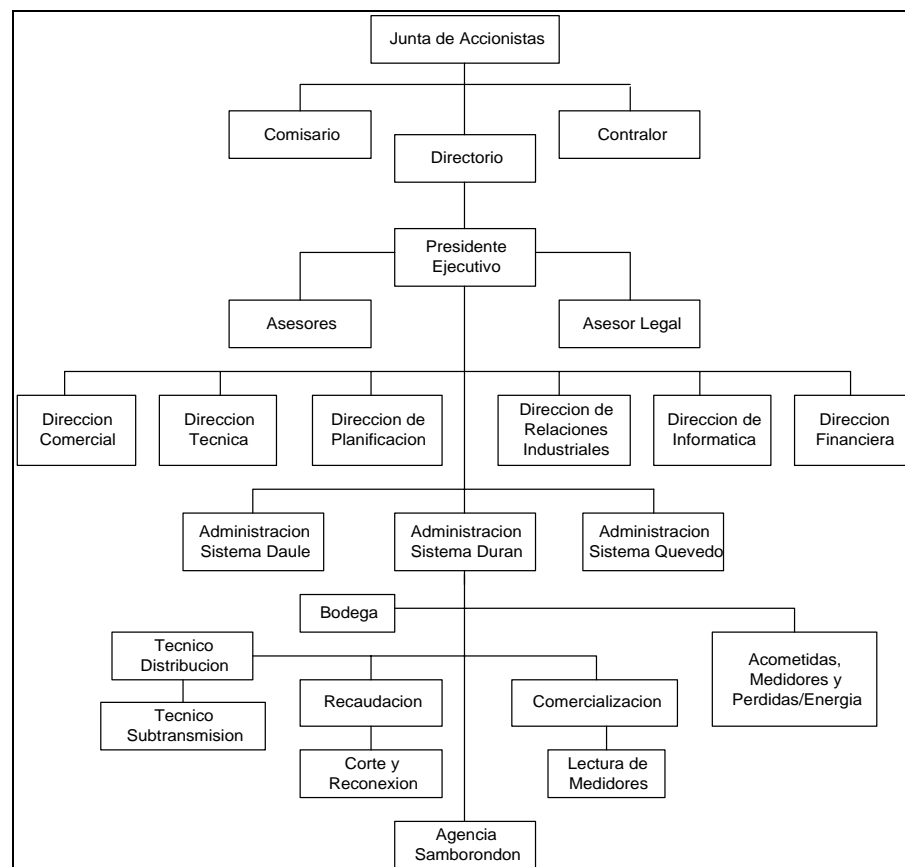 Junta de Accionistas
Comisario
Contralor
Directorio
Presidente
Ejecutivo
Asesores
Asesor Legal
Direccion
Comercial
Direccion
Tecnica
Direccion de
Planificacion
Direccion de
Relaciones
Industriales
Direccion de
Informatica
Direccion
Financiera
Administracion
Sistema Daule
Administracion
Sistema Duran
Administracion
Sistema Quevedo
Bodega
Tecnico
Distribucion
Acometidas,
Medidores y
Perdidas/Energia
Recaudacion
Comercializacion
Tecnico
Subtransmision
Corte y
Reconexion
Lectura de
Medidores
Agencia
Samborondon